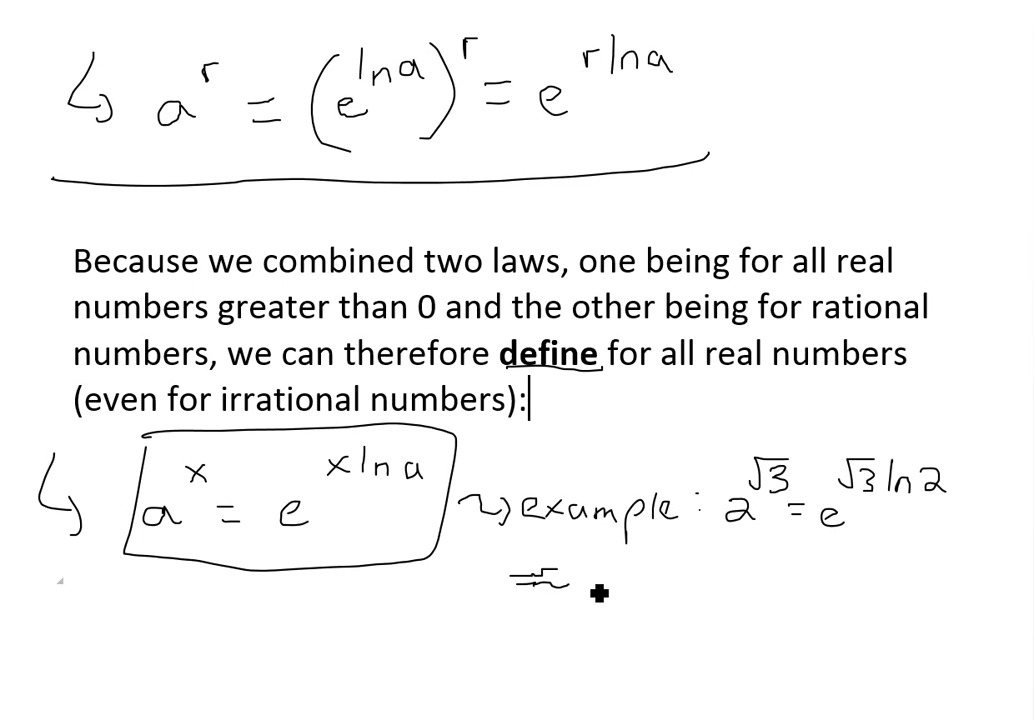 ↳ a^r = (e^{ln a})^r = e^{r ln a}
Because we combined two laws, one being for all real
numbers greater than 0 and the other being for rational
numbers, we can therefore define for all real numbers
(even for irrational numbers):
↳ a^x = e^{x ln a} ⤳ example: 2^{√3} = e^{√3 ln 2}
≈